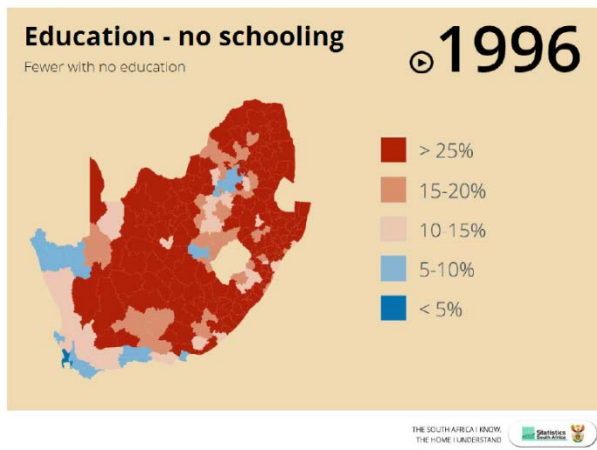 Education - no schooling
Fewer with no education
1996
> 25%
15-20%
10-15%
5-10%
< 5%
THE SOUTH AFRICA I KNOW,
THE HOME I UNDERSTAND
Statistics
South Africa